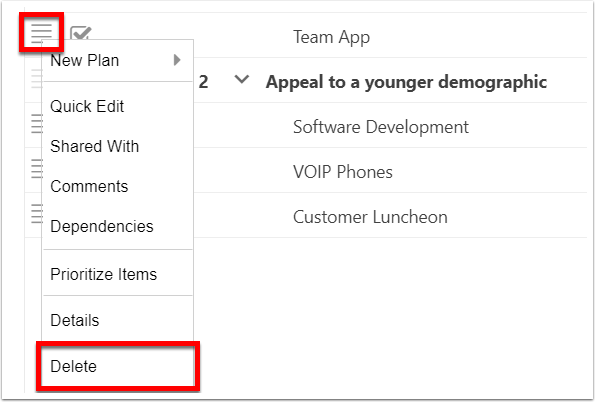 Team App
New Plan
2 Appeal to a younger demographic
Quick Edit
Software Development
Shared With
VOIP Phones
Comments
Customer Luncheon
Dependencies
Prioritize Items
Details
Delete